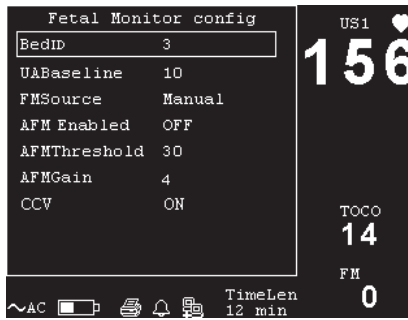 Fetal Monitor config
BedID 3
UABaseline 10
FMSource Manual
AFM Enabled OFF
AFMThreshold 30
AFMGain 4
CCV ON
US1
156
TOCO
14
FM
0
AC
TimeLen
12 min